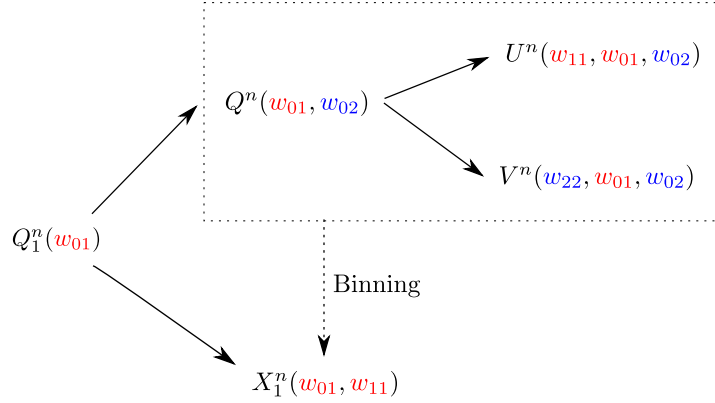 U^n(w_{11}, w_{01}, w_{02})
Q^n(w_{01}, w_{02})
V^n(w_{22}, w_{01}, w_{02})
Q_1^n(w_{01})
Binning
X_1^n(w_{01}, w_{11})